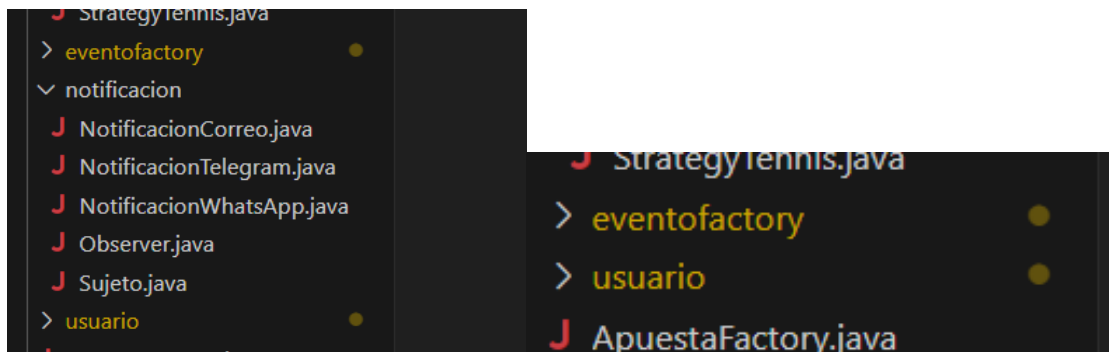 StrategyTennis.java
eventofactory
notificacion
NotificacionCorreo.java
NotificacionTelegram.java
NotificacionWhatsApp.java
Observer.java
Sujeto.java
usuario
StrategyTennis.java
eventofactory
usuario
ApuestaFactory.java